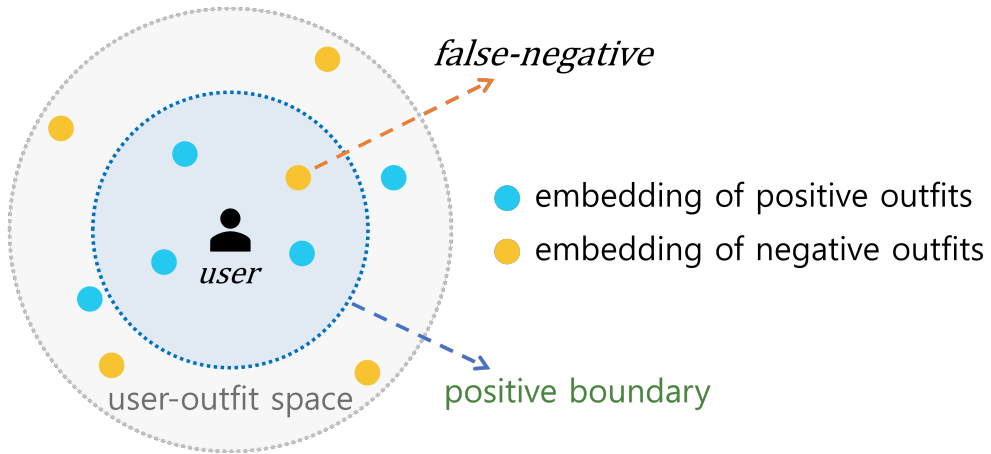 false-negative
embedding of positive outfits
embedding of negative outfits
user
user-outfit space
positive boundary